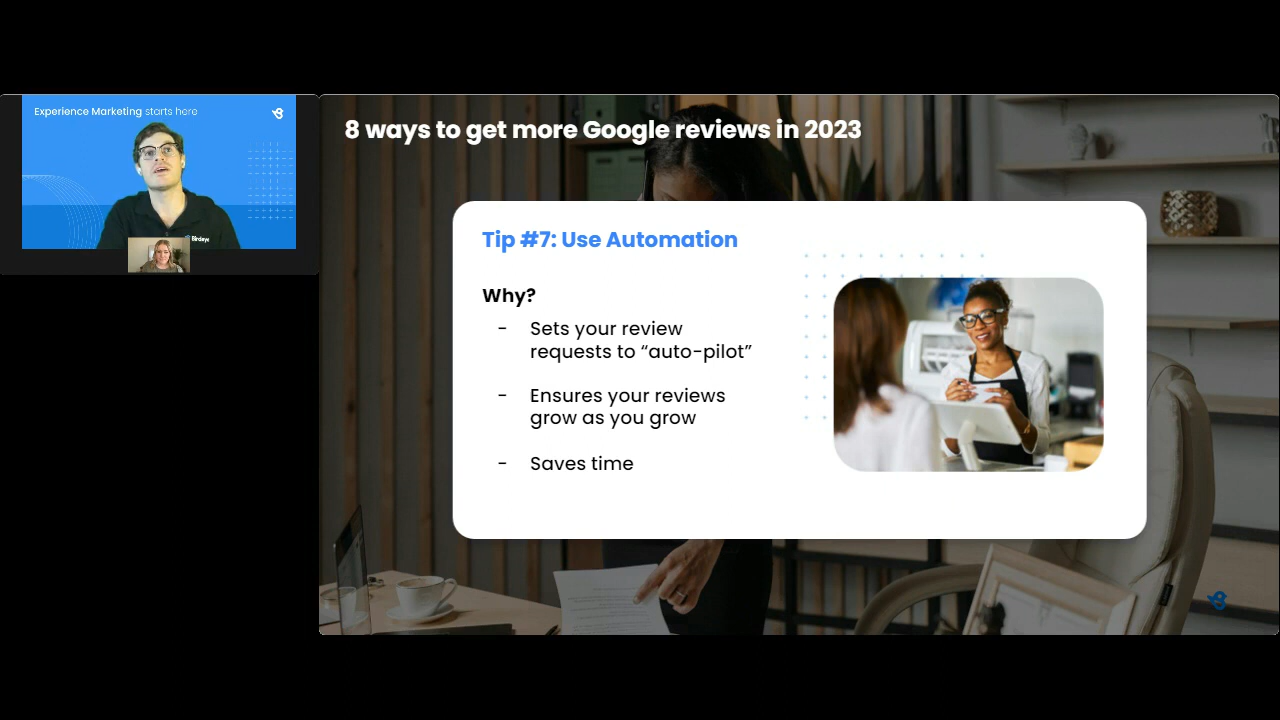 Experience Marketing starts here
Birdeye
8 ways to get more Google reviews in 2023
Tip #7: Use Automation
Why?
- Sets your review
requests to “auto-pilot”
- Ensures your reviews
grow as you grow
- Saves time